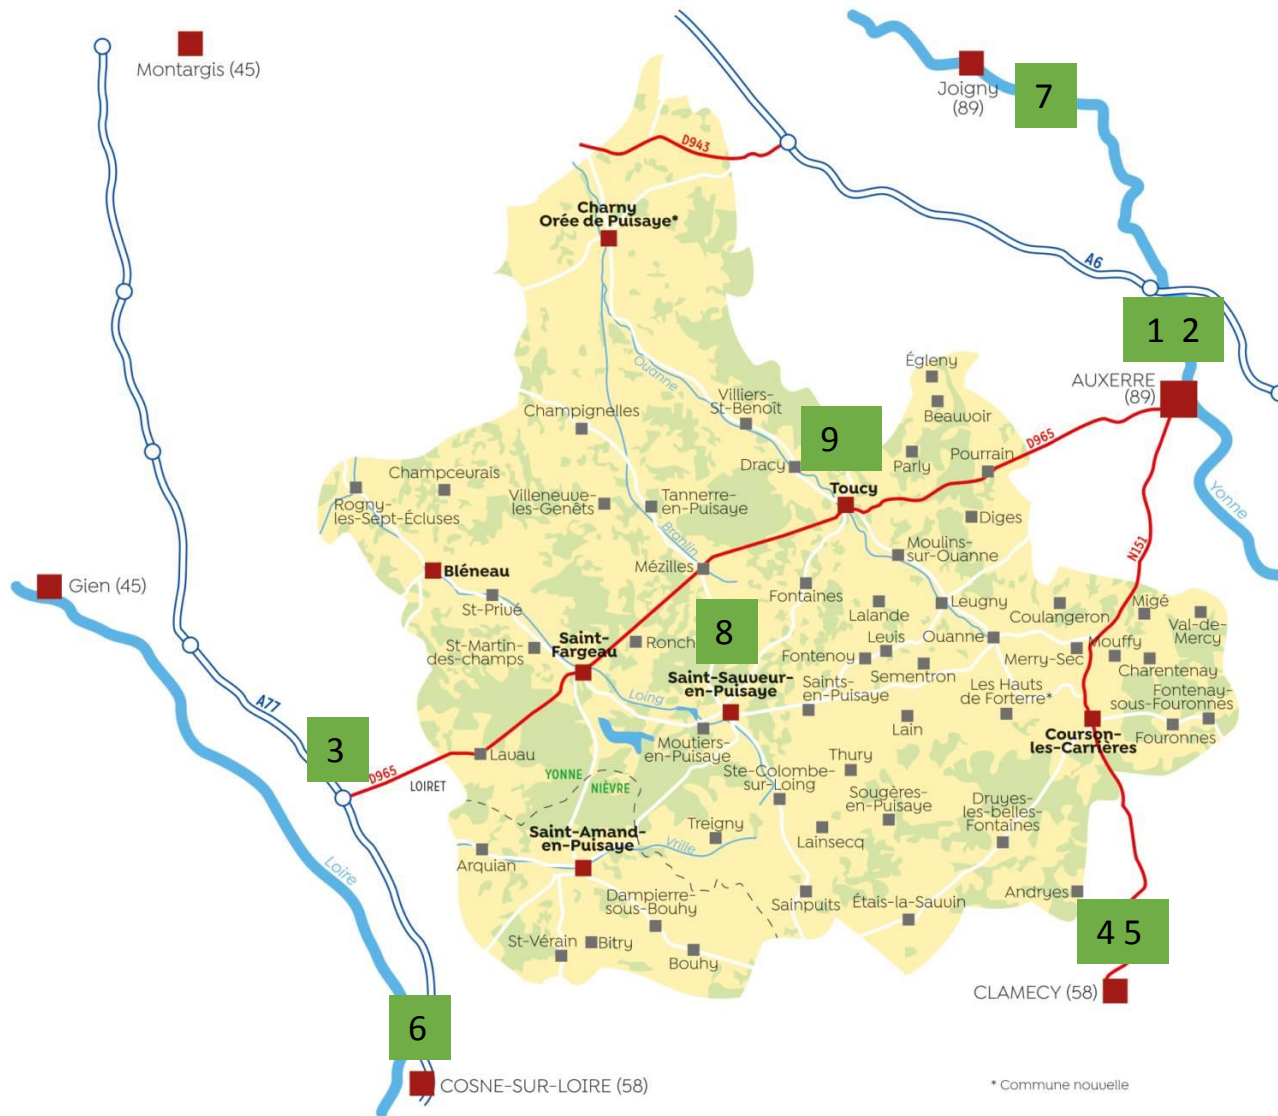 Montargis (45)
Joigny
(89)
7
D943
Charny
Orée de Puisaye*
A6
1 2
Ouanne
Égleny
AUXERRE
(89)
Villiers-
St-Benoît
Beauvoir
Champignelles
9
D965
Dracy
Parly
Pourrain
Champcevrais
Toucy
Yonne
Rogny
-les-Sept-Écluses
Villeneuve-
les-Genêts
Tannerre-
en-Puisaye
Diges
Branlin
Moulins
-sur-Ouanne
N151
Mézilles
Gien (45)
Bléneau
St-Privé
Fontaines
Lalande
Leugny
Coulangeron
Migé
Val-de-
Mercy
St-Martin-
des-champs
Saint-
Fargeau
Ronch
8
Levis
Ouanne
Mouffy
Fontenoy
Merry-Sec
Charentenay
Saint-Sauveur-
en-Puisaye
Saints-
en-Puisaye
Sementron
Les Hauts
de Forterre*
Fontenay-
sous-Fouronnes
Loing
A77
Lain
Fouronnes
Moutiers-
en-Puisaye
Courson-
les-Carrières
3
Lavau
D965
LOIRET
YONNE
NIÈVRE
Thury
Ste-Colombe-
sur-Loing
Sougères-
en-Puisaye
Druyes-
les-belles-
Fontaines
Saint-Amand-
en-Puisaye
Treigny
Lainsecq
Vrille
Loire
Arquian
Dampierre-
sous-Bouhy
Sainpuits
Étais-la-Sauvin
Andryes
4 5
St-Vérain
Bitry
Bouhy
CLAMECY (58)
6
COSNE-SUR-LOIRE (58)
* Commune nouvelle